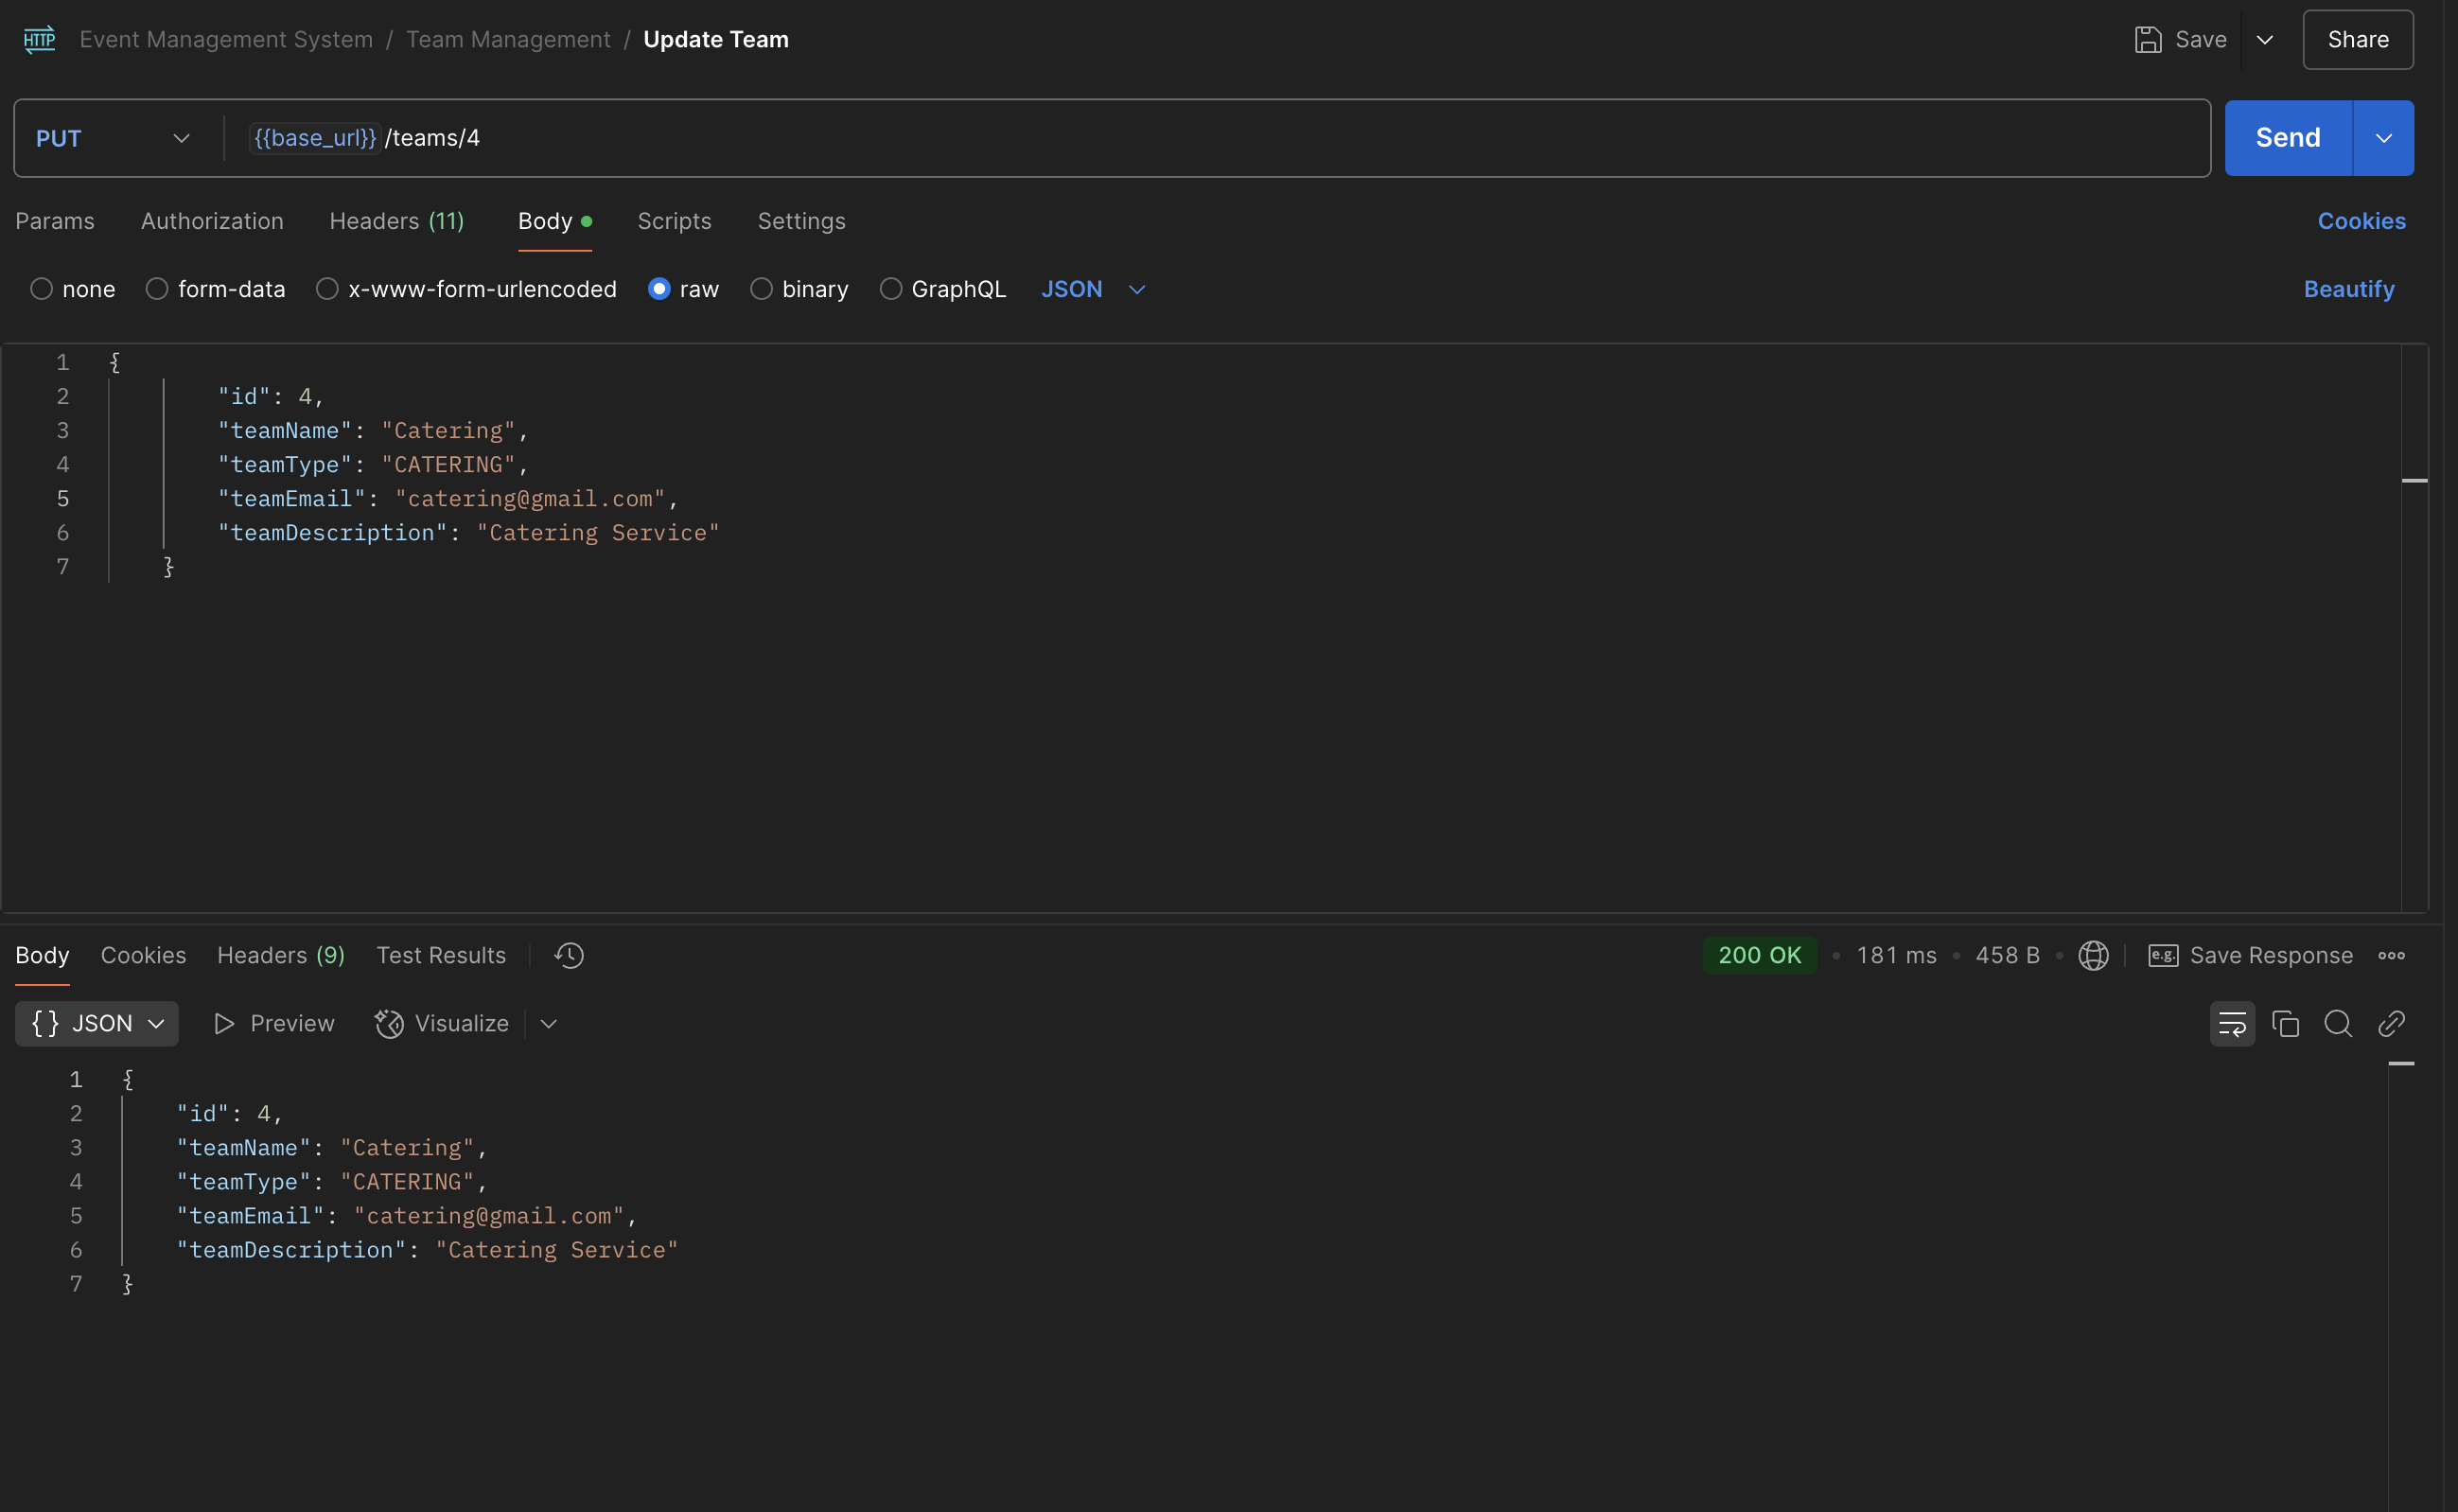 HTTP Event Management System / Team Management / Update Team Save Share
PUT {{base_url}}/teams/4 Send
Params Authorization Headers (11) Body Scripts Settings Cookies
none form-data x-www-form-urlencoded raw binary GraphQL JSON Beautify
1 {
2 "id": 4,
3 "teamName": "Catering",
4 "teamType": "CATERING",
5 "teamEmail": "catering@gmail.com",
6 "teamDescription": "Catering Service"
7 }
Body Cookies Headers (9) Test Results 200 OK • 181 ms • 458 B • e.g. Save Response
{} JSON Preview Visualize
1 {
2 "id": 4,
3 "teamName": "Catering",
4 "teamType": "CATERING",
5 "teamEmail": "catering@gmail.com",
6 "teamDescription": "Catering Service"
7 }